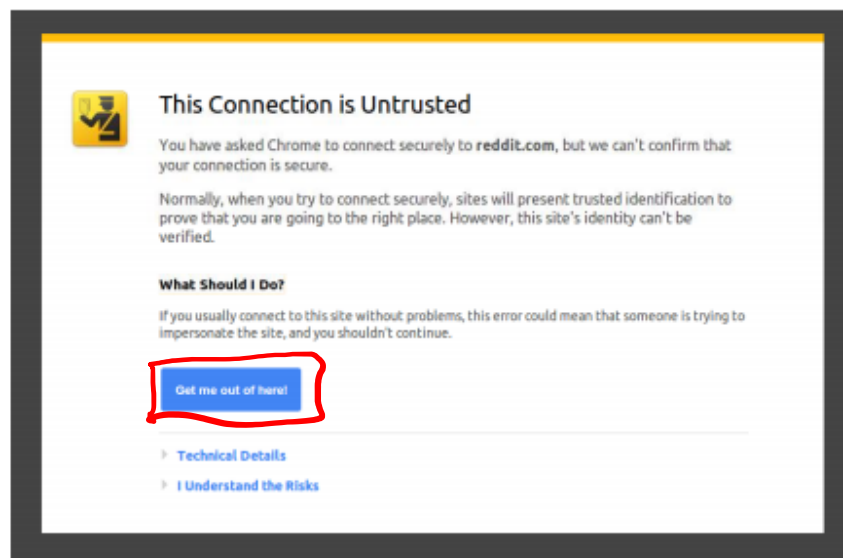 This Connection is Untrusted
You have asked Chrome to connect securely to reddit.com, but we can't confirm that
your connection is secure.
Normally, when you try to connect securely, sites will present trusted identification to
prove that you are going to the right place. However, this site's identity can't be
verified.
What Should I Do?
If you usually connect to this site without problems, this error could mean that someone is trying to
impersonate the site, and you shouldn't continue.
Get me out of here!
Technical Details
I Understand the Risks